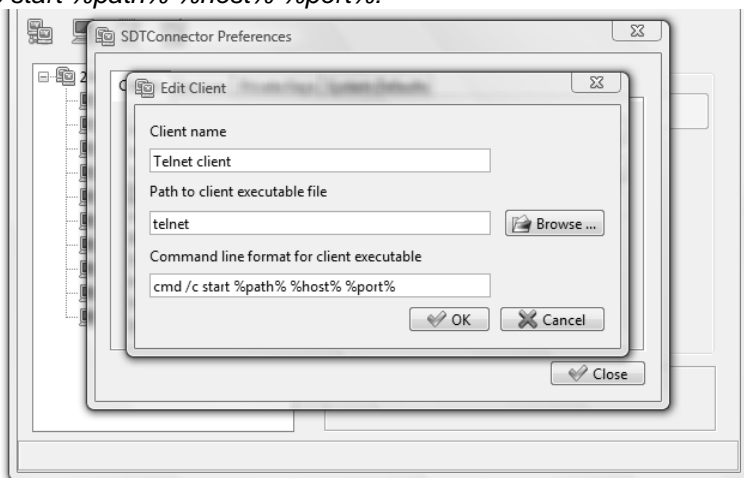 start %path% %host% %port%.
SDTConnector Preferences
2
Edit Client
Client name
Telnet client
Path to client executable file
telnet
Browse ...
Command line format for client executable
cmd /c start %path% %host% %port%
OK
Cancel
Close